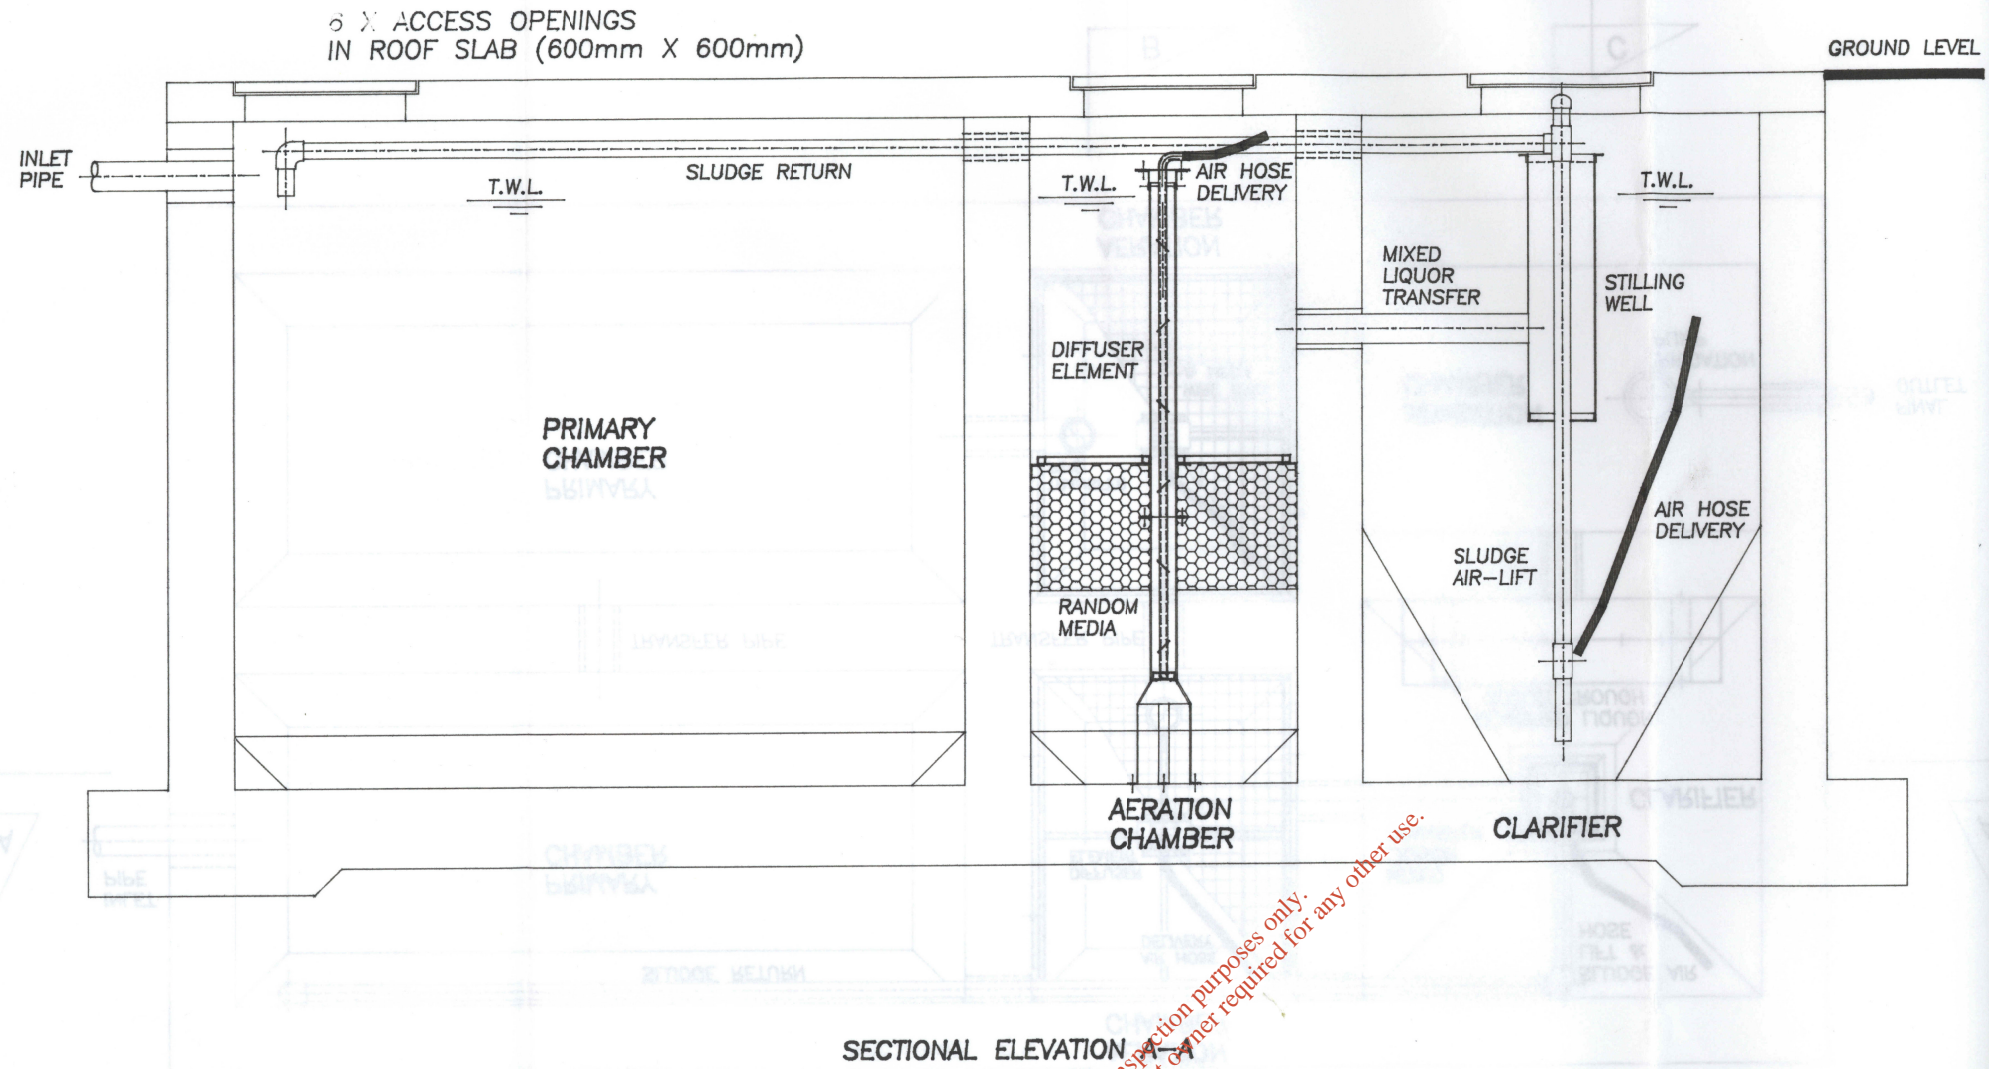 6 X ACCESS OPENINGS
IN ROOF SLAB (600mm X 600mm)
GROUND LEVEL
INLET
PIPE
SLUDGE RETURN
T.W.L.
T.W.L.
AIR HOSE
DELIVERY
T.W.L.
MIXED
LIQUOR
TRANSFER
STILLING
WELL
DIFFUSER
ELEMENT
PRIMARY
CHAMBER
AIR HOSE
DELIVERY
SLUDGE
AIR-LIFT
RANDOM
MEDIA
AERATION
CHAMBER
CLARIFIER
SECTIONAL ELEVATION A-A
spection purposes only.
owner required for any other use.